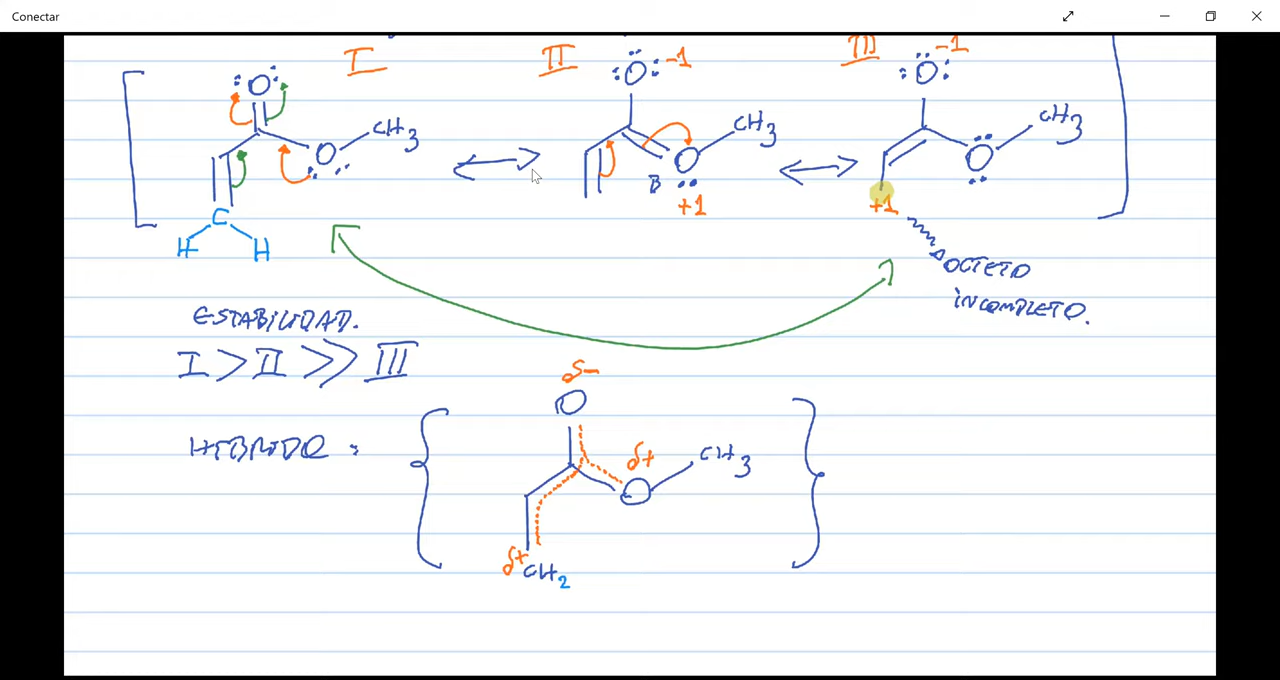 Conectar
I II -1 III -1
:O: :O: :O:
CH3 CH3 CH3
O O O
B
C +1 +1
H H
OCTETO
INCOMPLETO.
ESTABILIDAD.
I > II >> III
δ-
O
HIBRIDO =
δ+ CH3
O
δ+
CH2